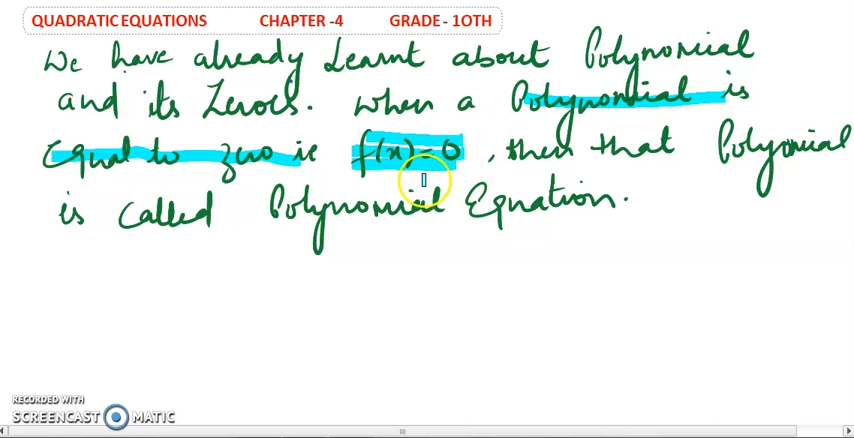 QUADRATIC EQUATIONS CHAPTER -4 GRADE- 10TH
We have already Learnt about Polynomial
and its Zeroes. When a Polynomial is
Equal to zero ie f(x)=0, then that Polynomial
is called Polynomial Equation.
RECORDED WITH
SCREENCAST MATIC